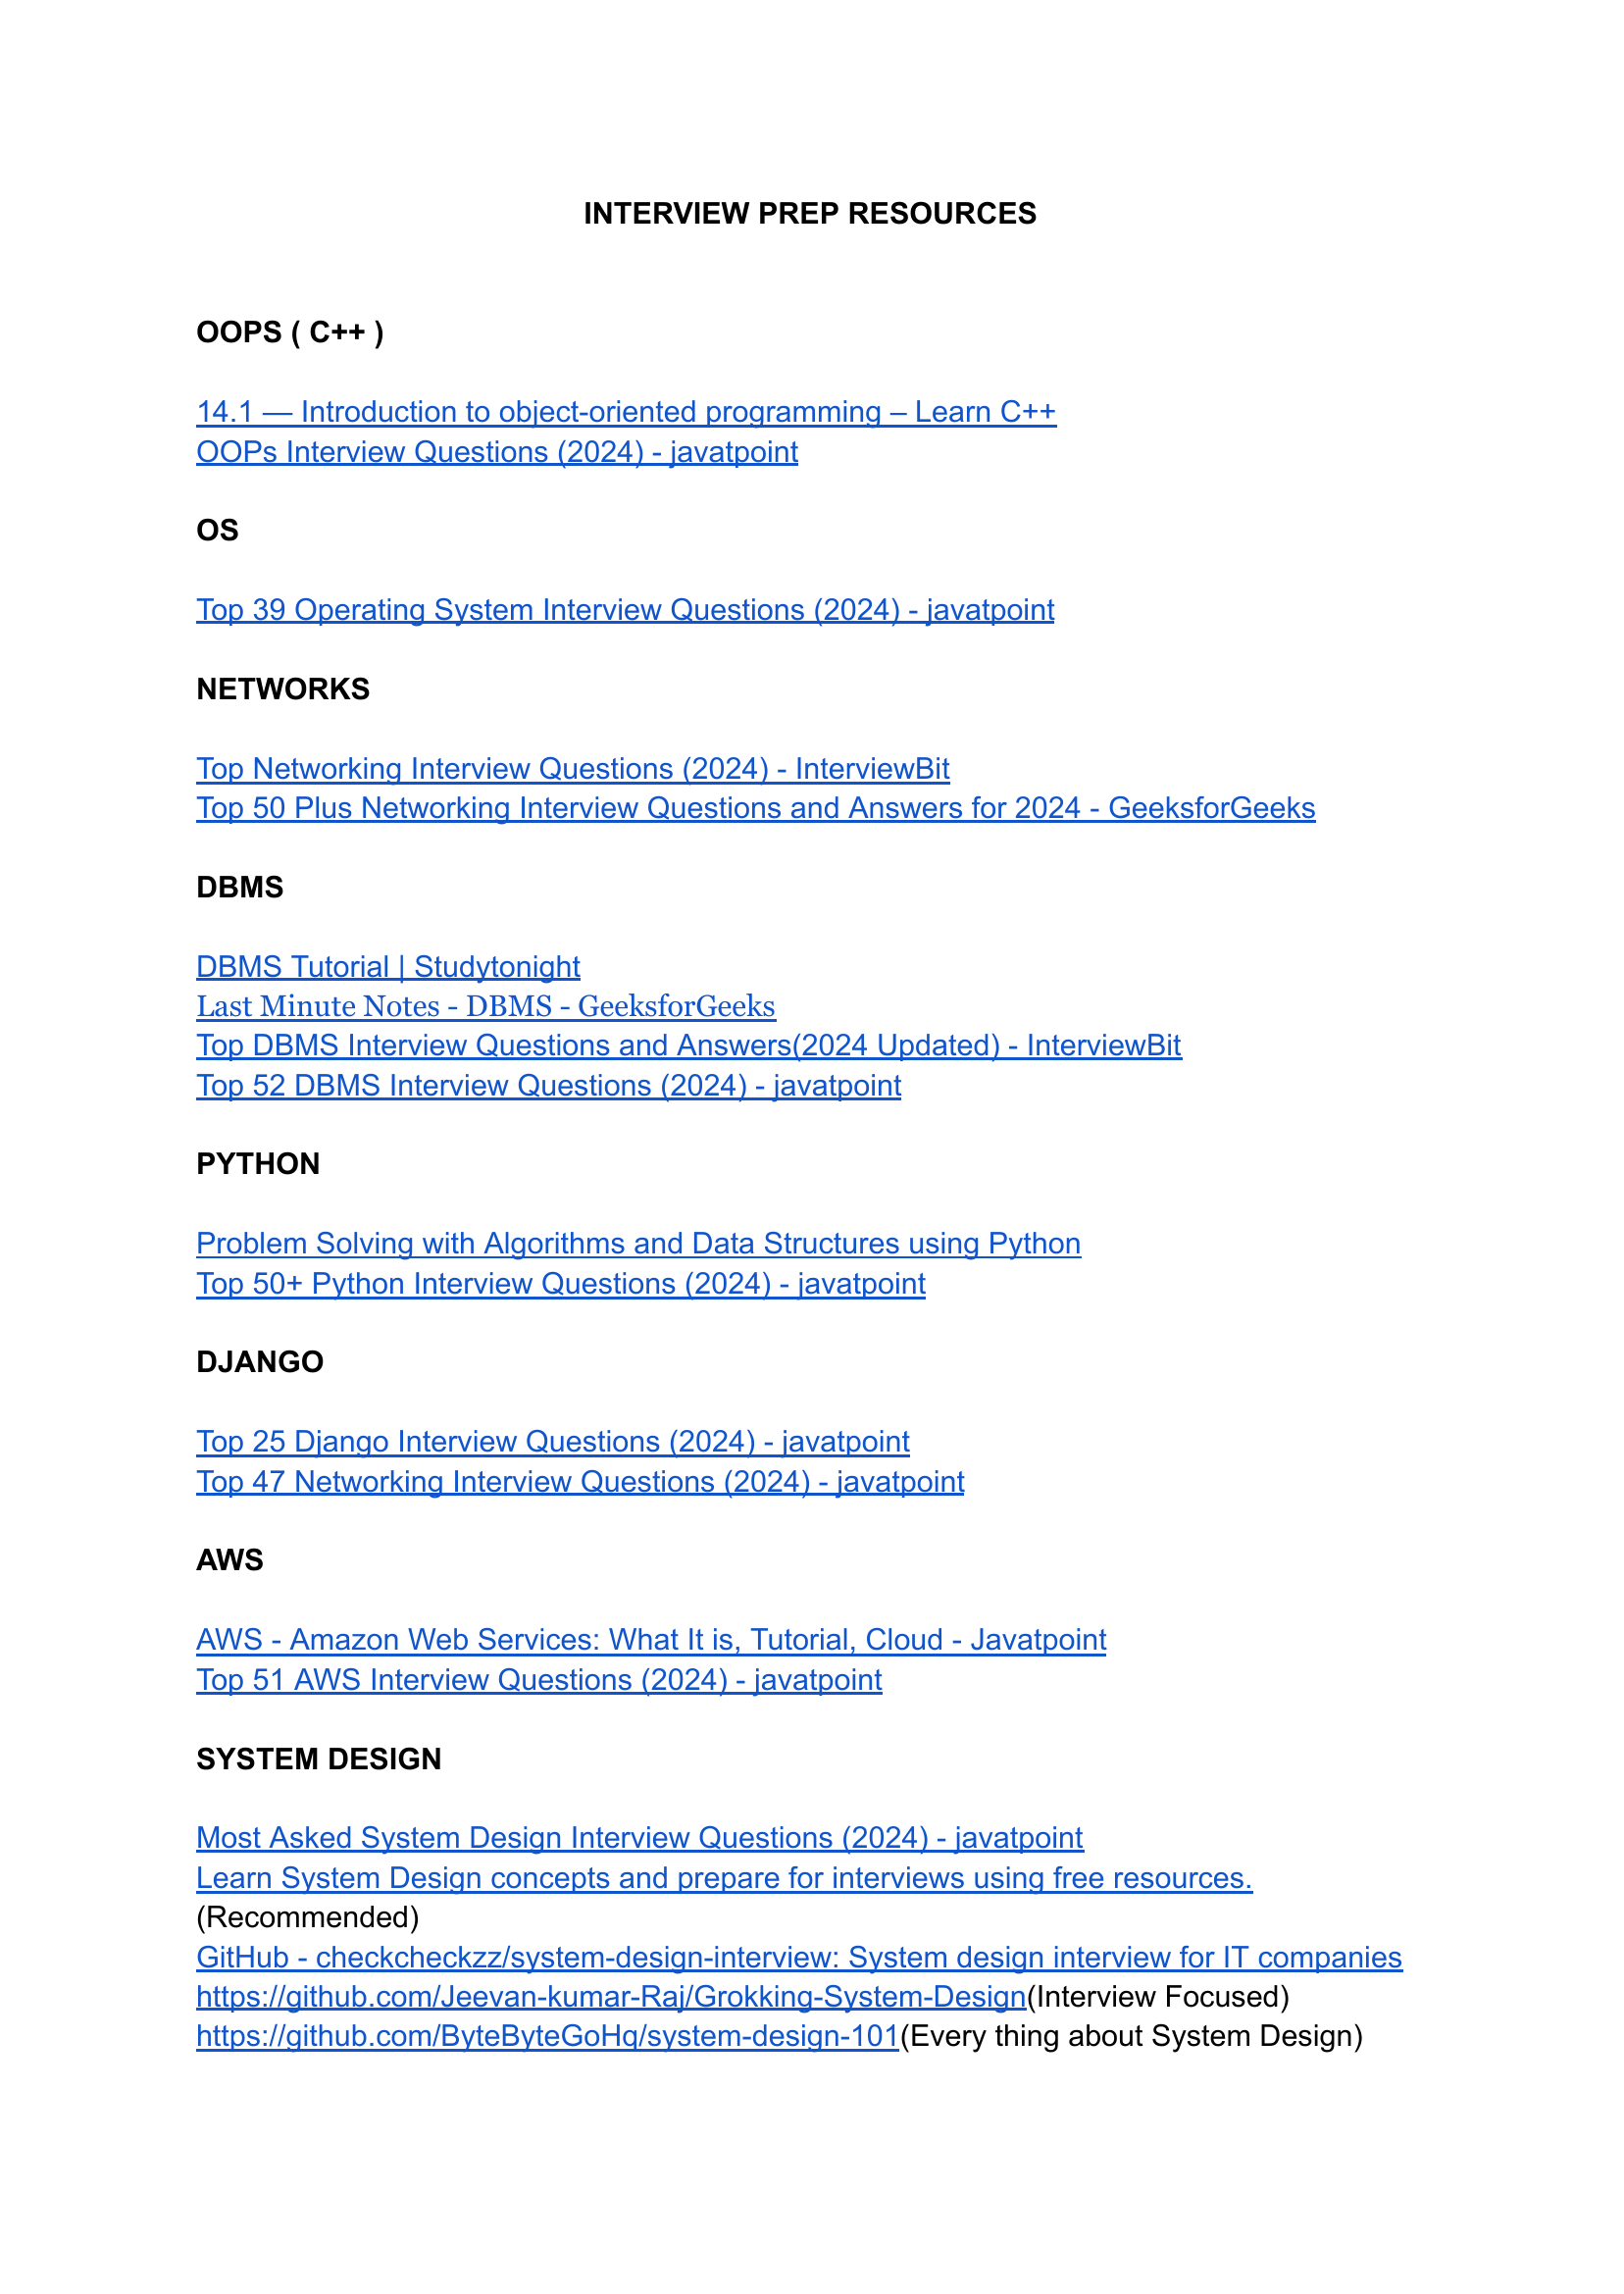 INTERVIEW PREP RESOURCES
OOPS ( C++ )
14.1 — Introduction to object-oriented programming – Learn C++
OOPs Interview Questions (2024) - javatpoint
OS
Top 39 Operating System Interview Questions (2024) - javatpoint
NETWORKS
Top Networking Interview Questions (2024) - InterviewBit
Top 50 Plus Networking Interview Questions and Answers for 2024 - GeeksforGeeks
DBMS
DBMS Tutorial | Studytonight
Last Minute Notes - DBMS - GeeksforGeeks
Top DBMS Interview Questions and Answers(2024 Updated) - InterviewBit
Top 52 DBMS Interview Questions (2024) - javatpoint
PYTHON
Problem Solving with Algorithms and Data Structures using Python
Top 50+ Python Interview Questions (2024) - javatpoint
DJANGO
Top 25 Django Interview Questions (2024) - javatpoint
Top 47 Networking Interview Questions (2024) - javatpoint
AWS
AWS - Amazon Web Services: What It is, Tutorial, Cloud - Javatpoint
Top 51 AWS Interview Questions (2024) - javatpoint
SYSTEM DESIGN
Most Asked System Design Interview Questions (2024) - javatpoint
Learn System Design concepts and prepare for interviews using free resources.
(Recommended)
GitHub - checkcheckzz/system-design-interview: System design interview for IT companies
https://github.com/Jeevan-kumar-Raj/Grokking-System-Design(Interview Focused)
https://github.com/ByteByteGoHq/system-design-101(Every thing about System Design)